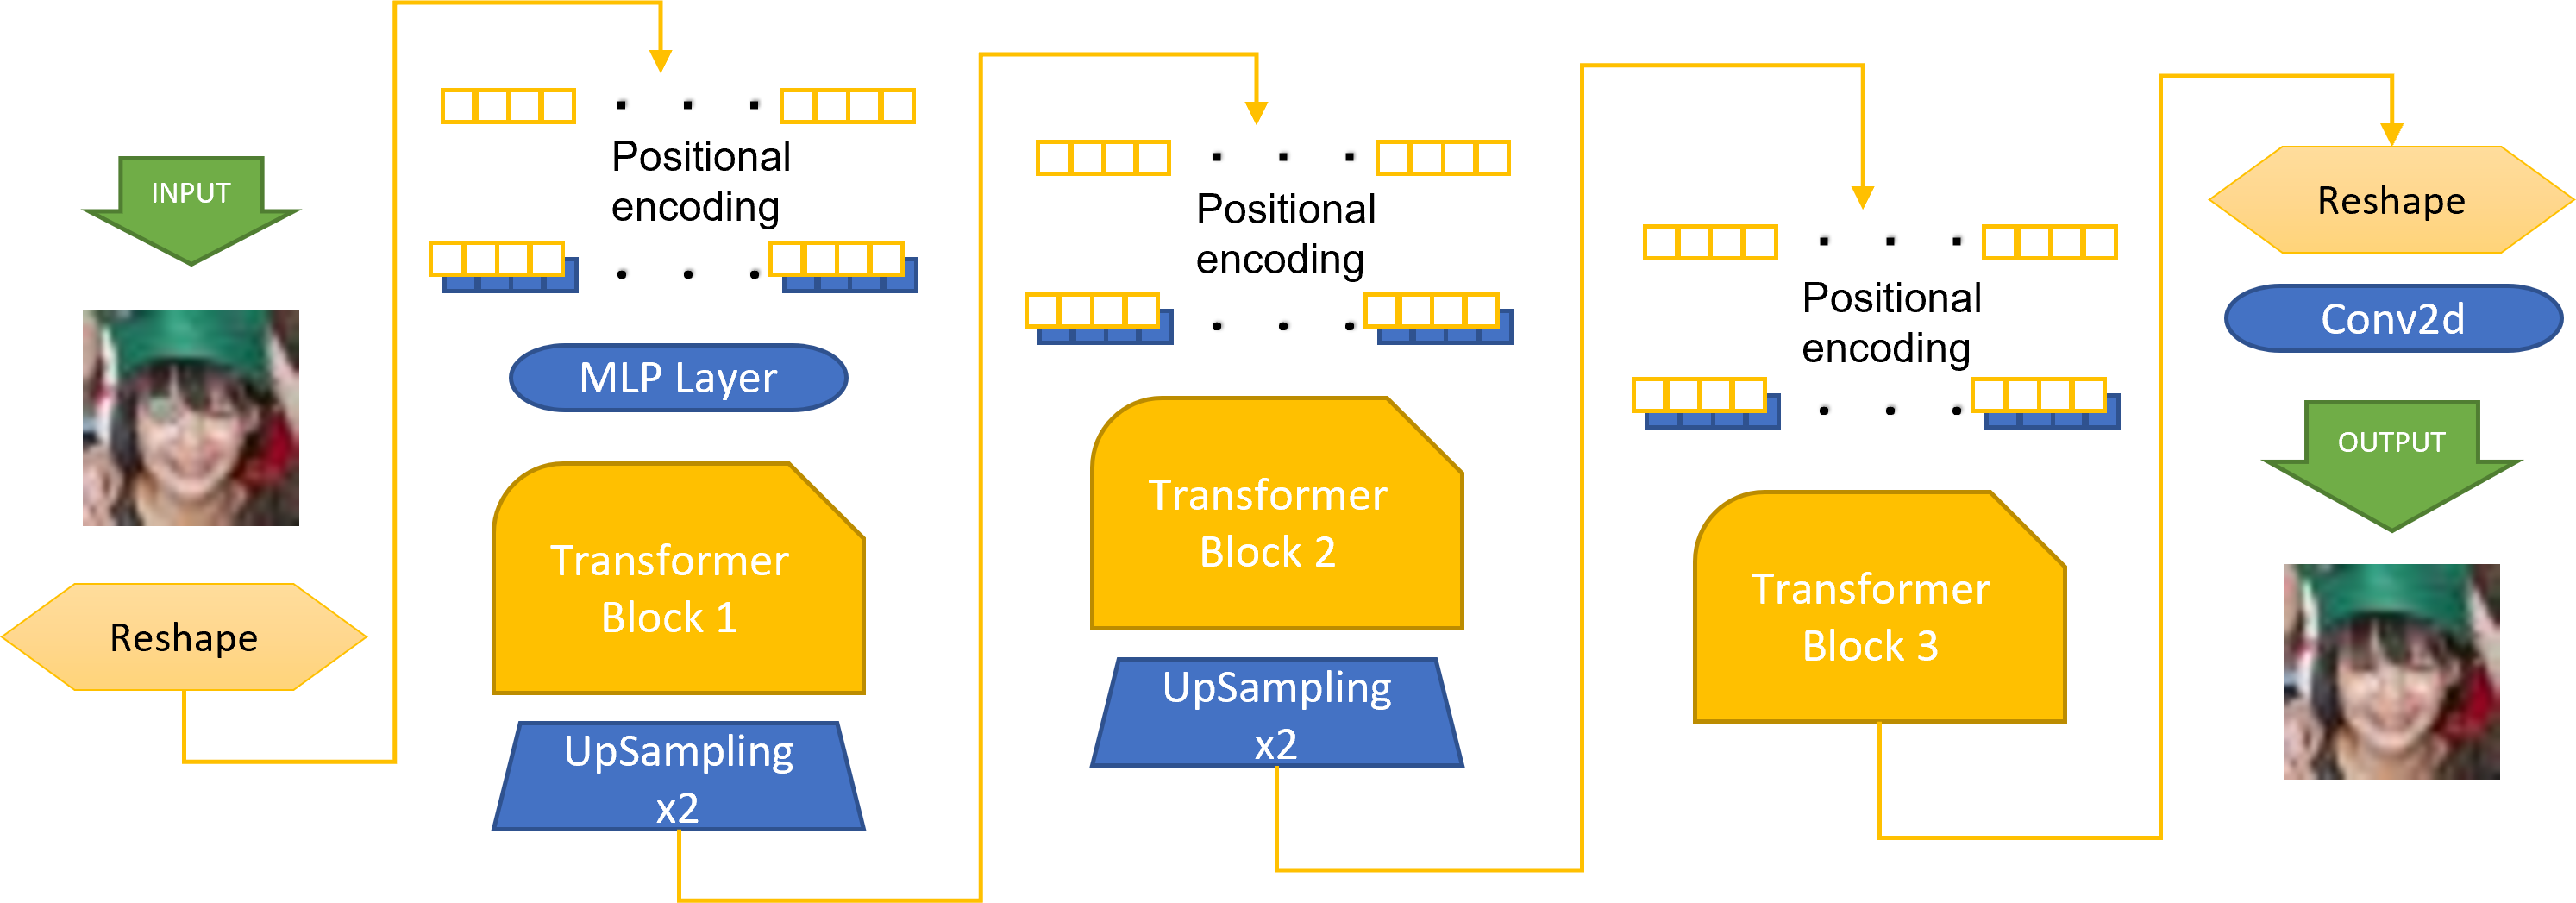 INPUT
Reshape
Positional
encoding
MLP Layer
Transformer
Block 1
UpSampling
x2
Positional
encoding
Transformer
Block 2
UpSampling
x2
Positional
encoding
Transformer
Block 3
Reshape
Conv2d
OUTPUT